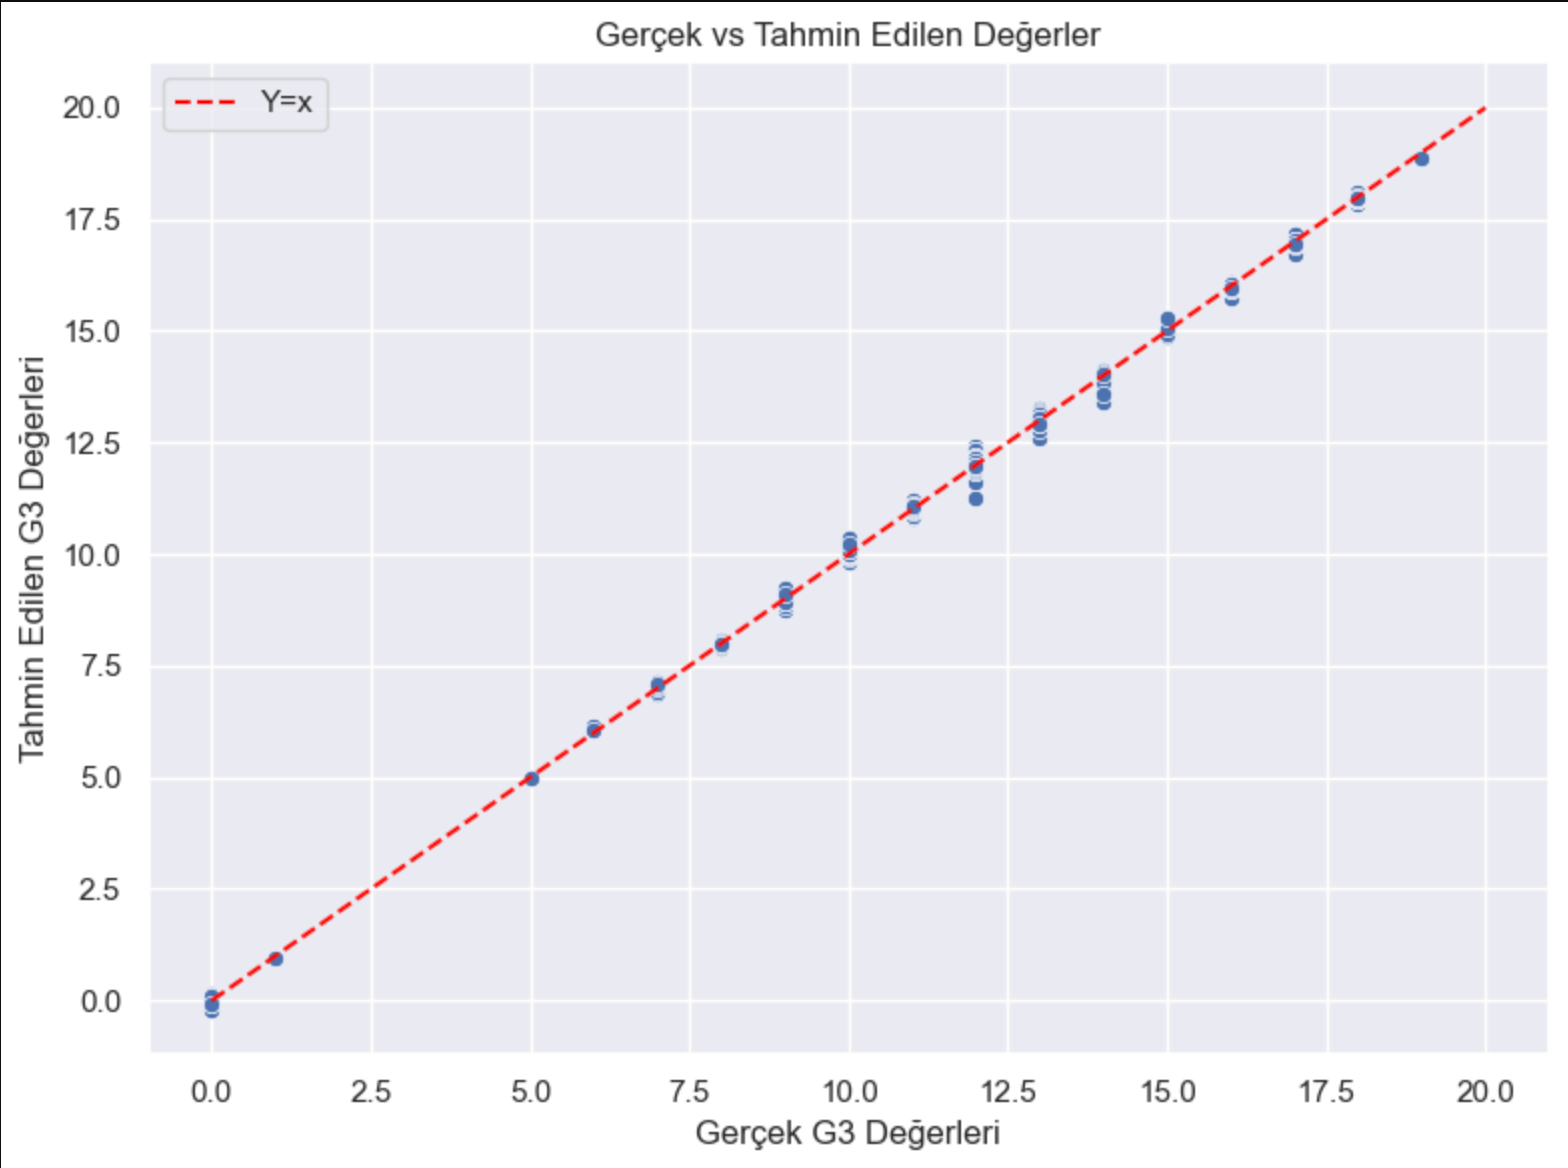 Gerçek vs Tahmin Edilen Değerler
Y=x
Tahmin Edilen G3 Değerleri
20.0
17.5
15.0
12.5
10.0
7.5
5.0
2.5
0.0
0.0 2.5 5.0 7.5 10.0 12.5 15.0 17.5 20.0
Gerçek G3 Değerleri